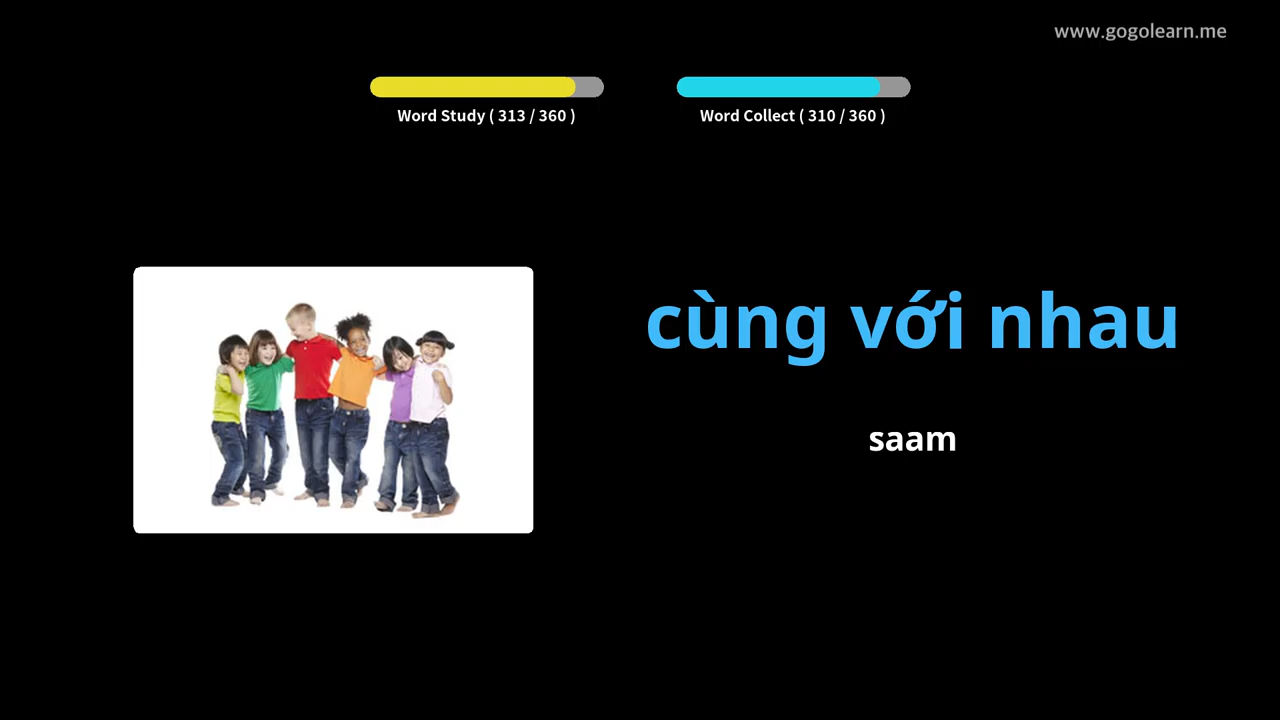 www.gogolearn.me
Word Study ( 313 / 360 )
Word Collect ( 310 / 360 )
cùng với nhau
saam